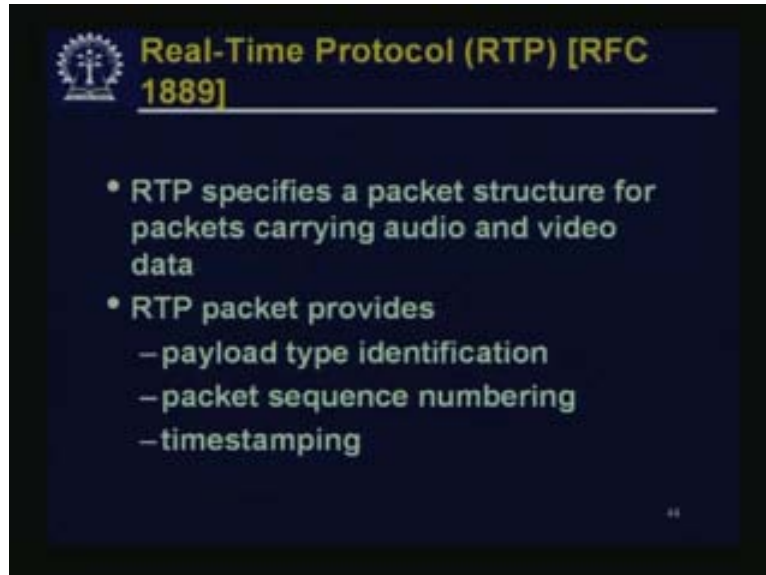 Real-Time Protocol (RTP) [RFC
1889]
• RTP specifies a packet structure for
packets carrying audio and video
data
• RTP packet provides
–payload type identification
–packet sequence numbering
–timestamping